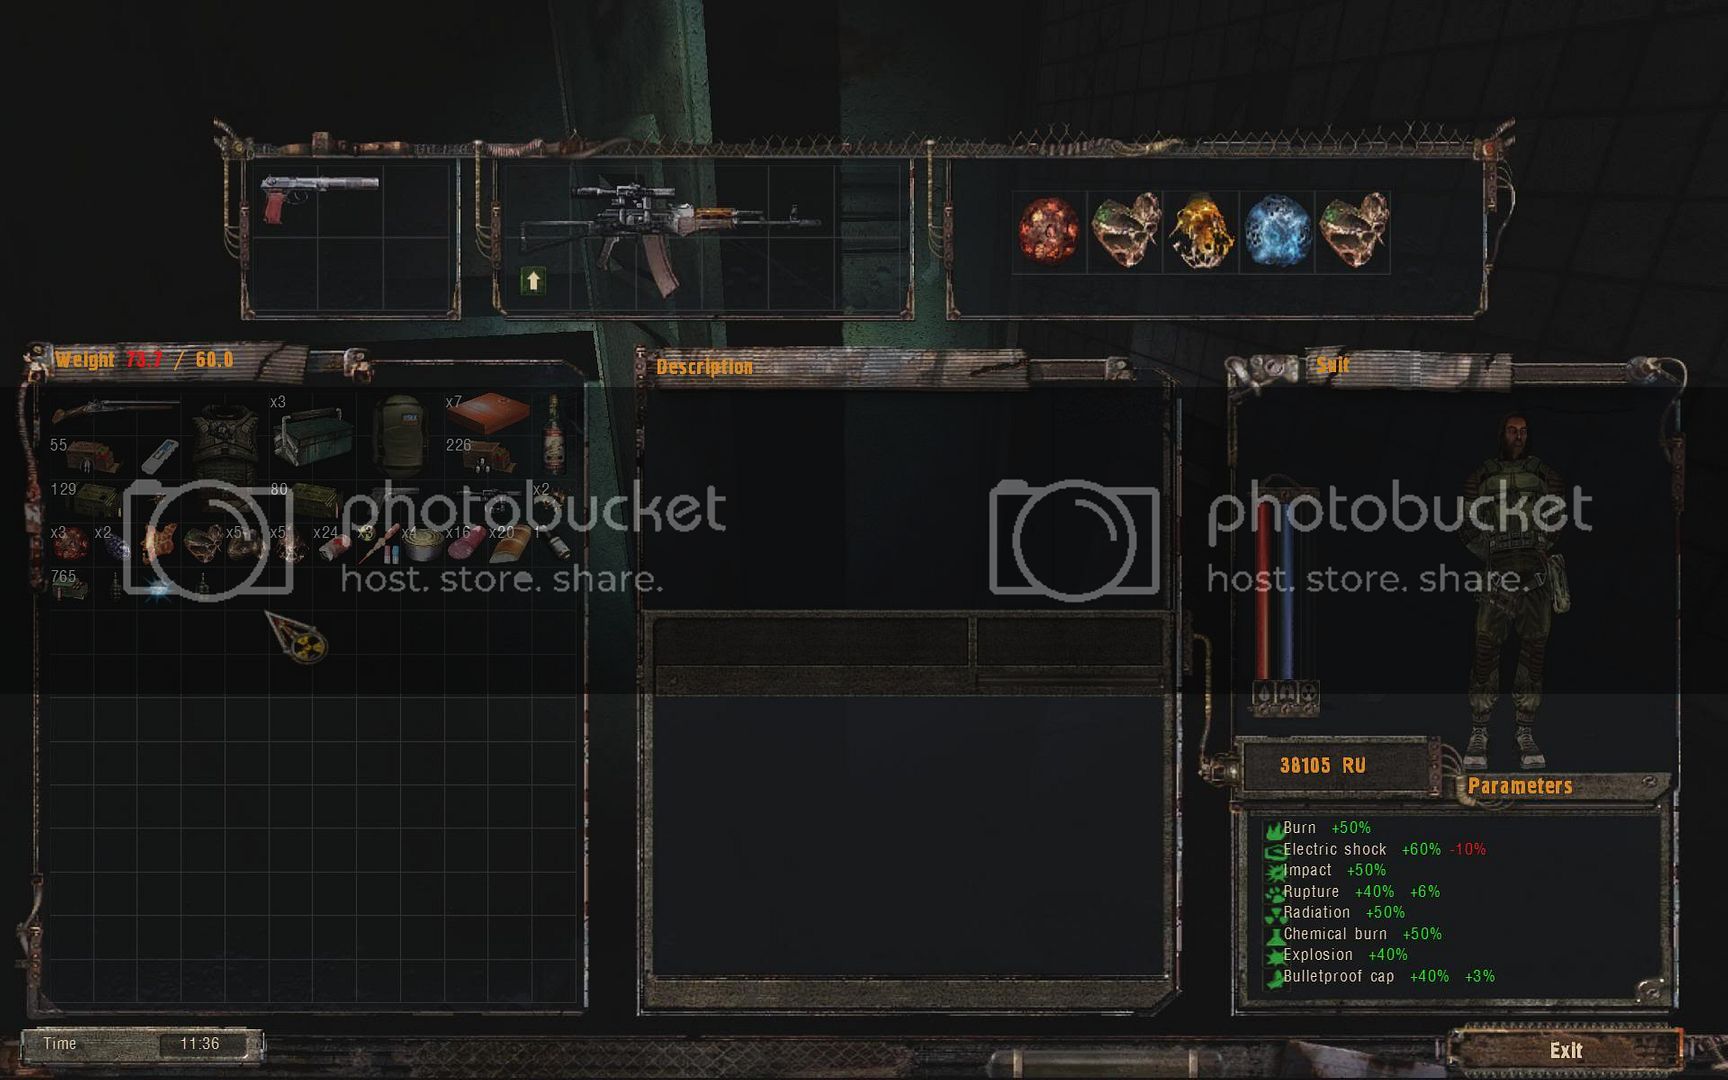 Weight 73.7 / 60.0
Description
Suit
x3
x7
55
226
129
80
x2
photobucket
photobucket
x3
x2
x5
x5
x24
x3
x4
x16
x20
1
host. store. share.
host. store. share.
765
38105 RU
Parameters
Burn +50%
Electric shock +60% -10%
Impact +50%
Rupture +40% +6%
Radiation +50%
Chemical burn +50%
Explosion +40%
Bulletproof cap +40% +3%
Time 11:36
Exit